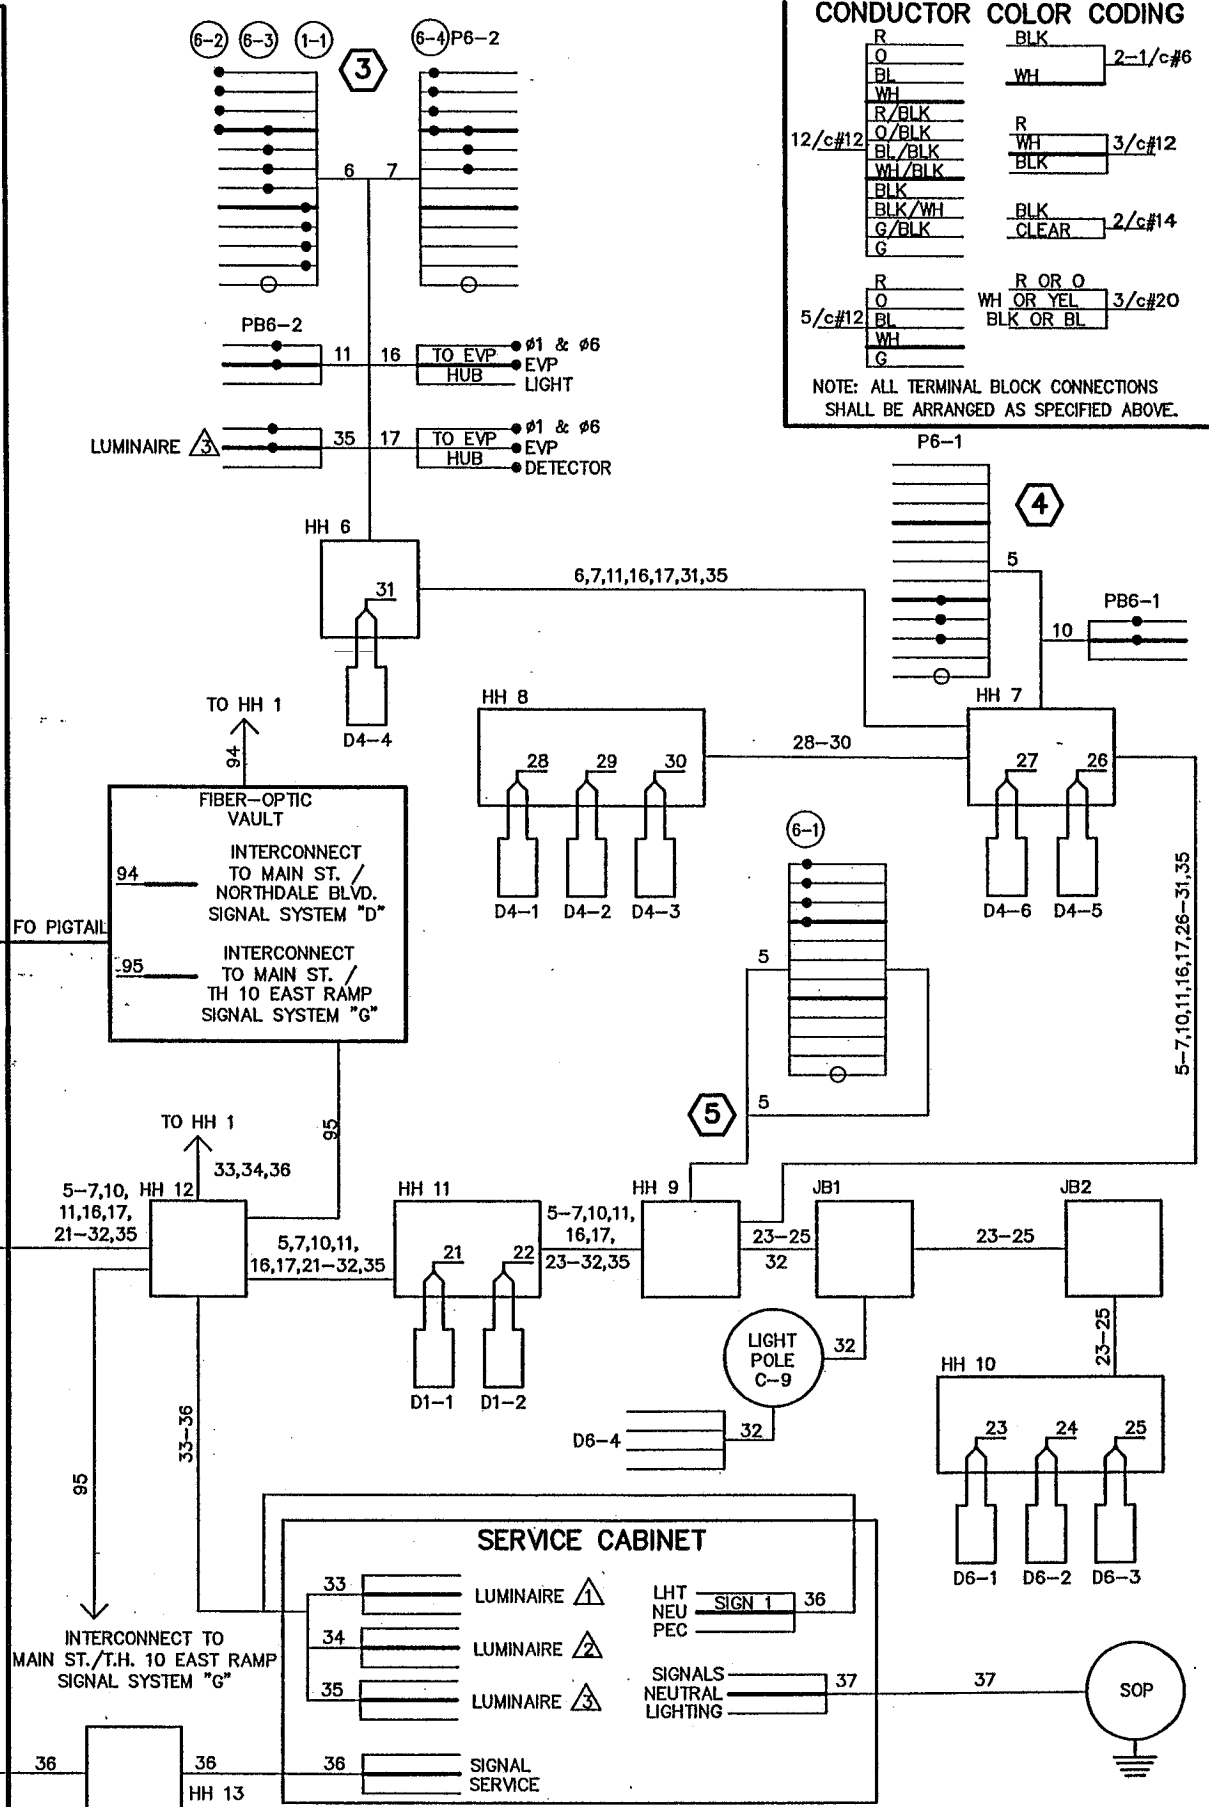 6-2
6-3
1-1
3
6-4
P6-2
6
7
PB6-2
11
16
TO EVP
HUB
ø1 & ø6
EVP
LIGHT
LUMINAIRE 3
35
17
TO EVP
HUB
ø1 & ø6
EVP
DETECTOR
CONDUCTOR COLOR CODING
12/c#12
R
O
BL
WH
R/BLK
O/BLK
BL/BLK
WH/BLK
BLK
BLK/WH
G/BLK
G
BLK
WH
2-1/c#6
R
WH
BLK
3/c#12
BLK
CLEAR
2/c#14
5/c#12
R
O
BL
WH
G
R OR O
WH OR YEL
BLK OR BL
3/c#20
NOTE: ALL TERMINAL BLOCK CONNECTIONS
SHALL BE ARRANGED AS SPECIFIED ABOVE.
P6-1
4
5
PB6-1
10
HH 6
31
D4-4
6,7,11,16,17,31,35
HH 8
28
29
30
D4-1
D4-2
D4-3
28-30
HH 7
27
26
D4-6
D4-5
5-7,10,11,16,17,26-31,35
TO HH 1
94
FIBER-OPTIC
VAULT
94
INTERCONNECT
TO MAIN ST. /
NORTHDALE BLVD.
SIGNAL SYSTEM "D"
FO PIGTAIL
95
INTERCONNECT
TO MAIN ST. /
TH 10 EAST RAMP
SIGNAL SYSTEM "G"
95
6-1
5
5
5
TO HH 1
33,34,36
5-7,10,
11,16,17,
21-32,35
HH 12
5,7,10,11,
16,17,21-32,35
HH 11
21
22
D1-1
D1-2
5-7,10,11,
16,17,
23-32,35
HH 9
23-25
32
JB1
23-25
JB2
23-25
32
LIGHT
POLE
C-9
32
D6-4
HH 10
23
24
25
D6-1
D6-2
D6-3
33-36
95
INTERCONNECT TO
MAIN ST./T.H. 10 EAST RAMP
SIGNAL SYSTEM "G"
SERVICE CABINET
33
LUMINAIRE 1
34
LUMINAIRE 2
35
LUMINAIRE 3
36
SIGNAL
SERVICE
LHT
NEU
PEC
SIGN 1
36
SIGNALS
NEUTRAL
LIGHTING
37
37
SOP
36
36
HH 13